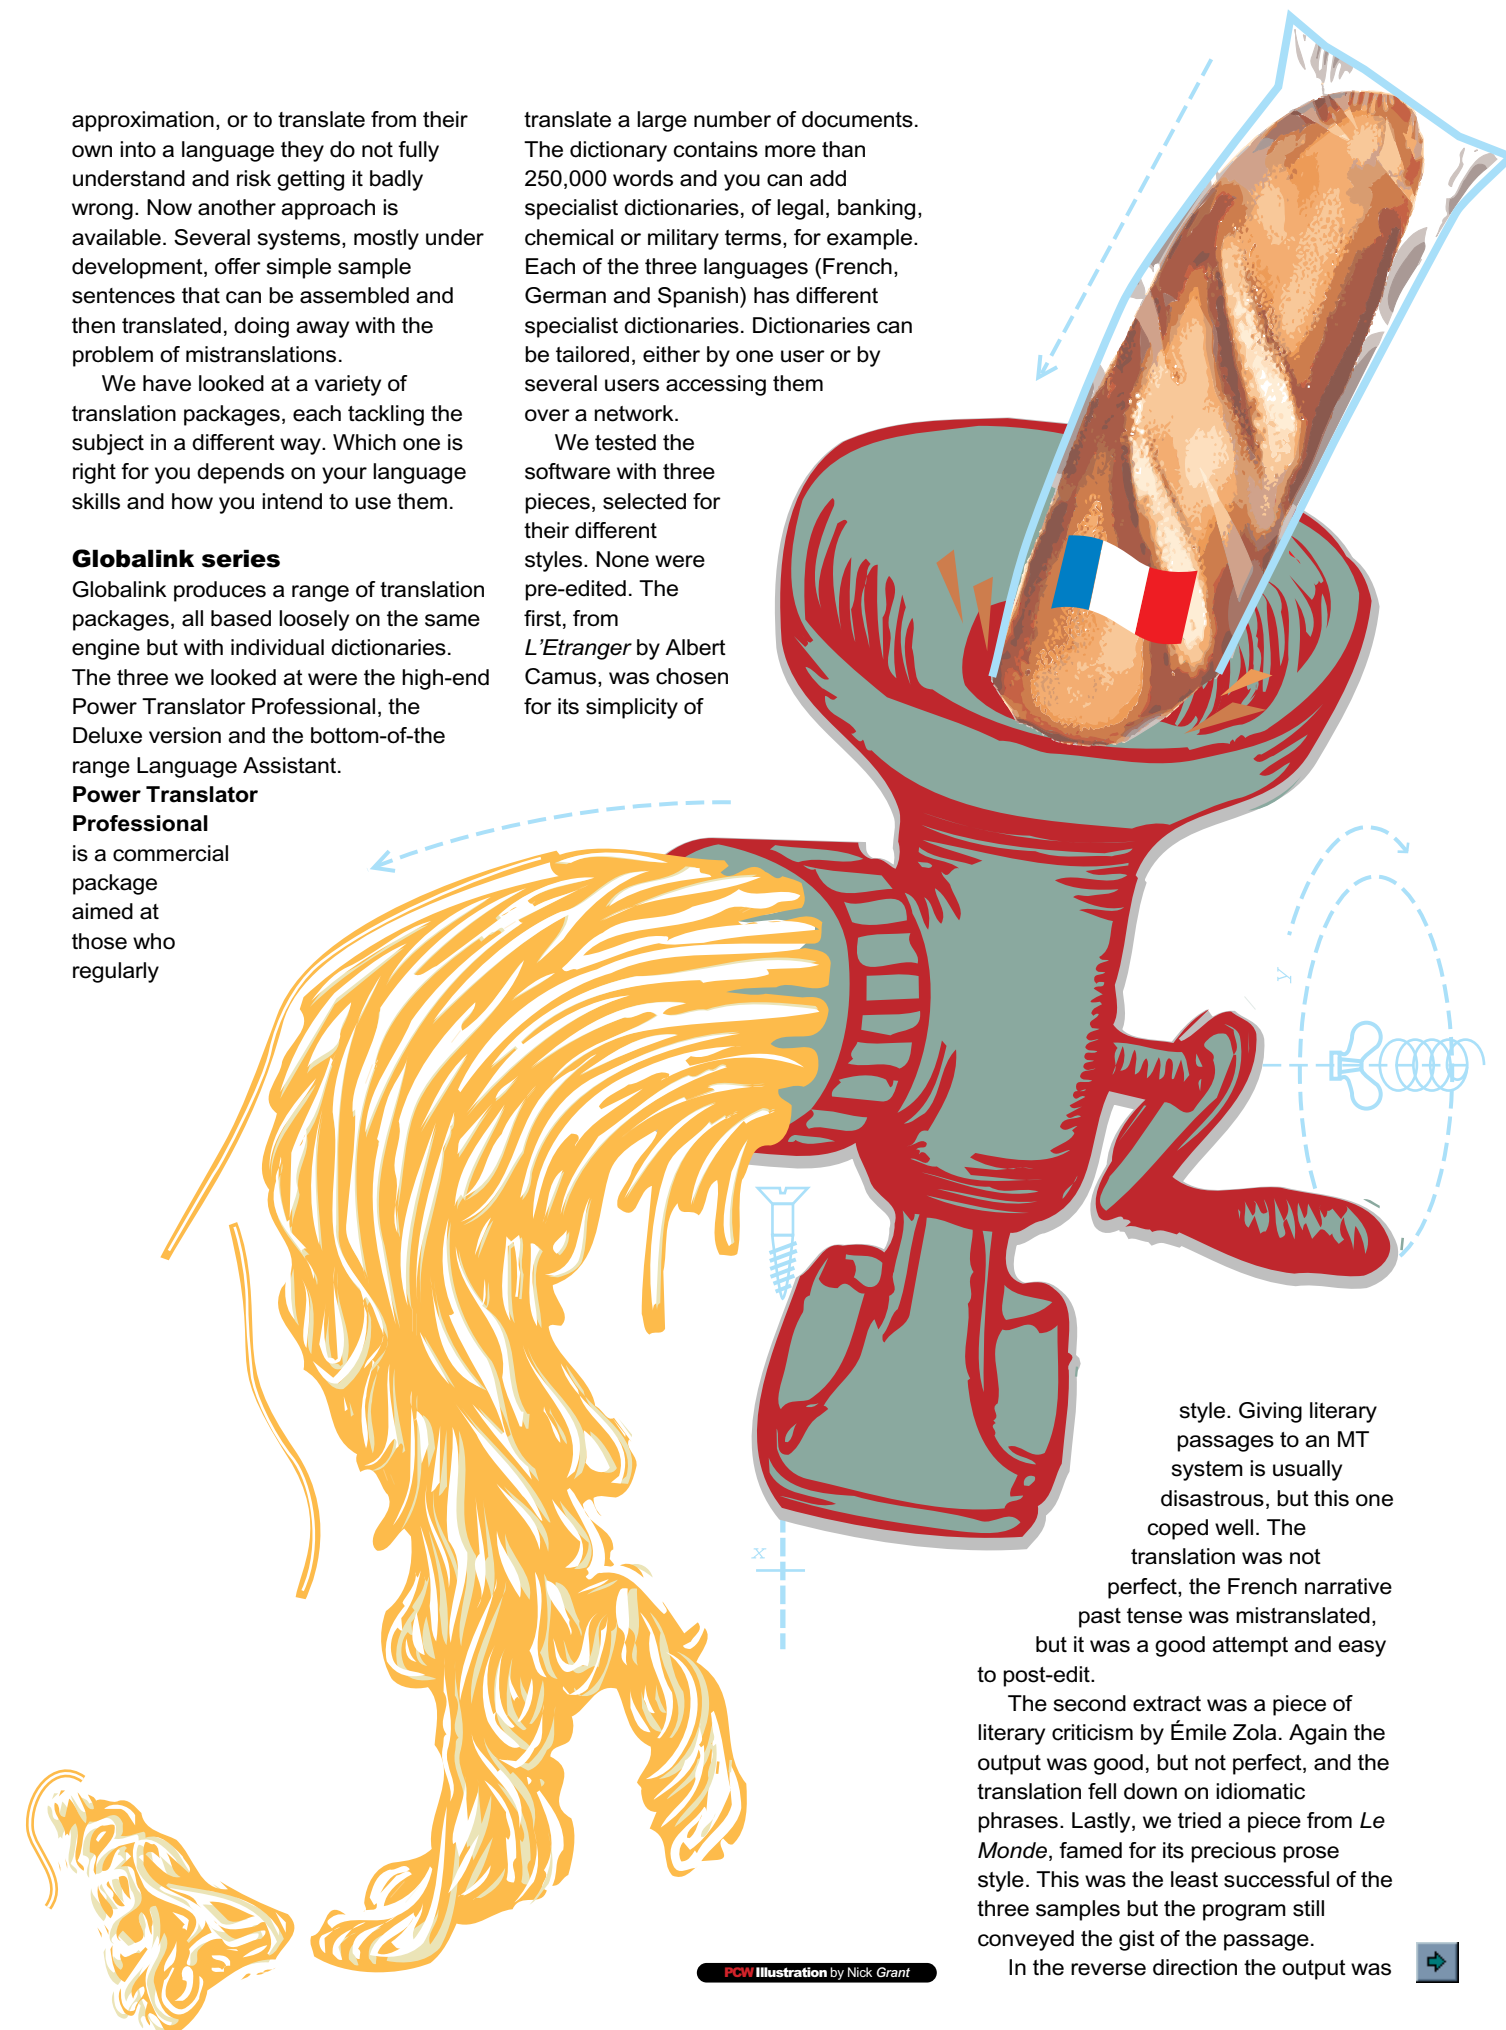 approximation, or to translate from their
own into a language they do not fully
understand and risk getting it badly
wrong. Now another approach is
available. Several systems, mostly under
development, offer simple sample
sentences that can be assembled and
then translated, doing away with the
problem of mistranslations.
We have looked at a variety of
translation packages, each tackling the
subject in a different way. Which one is
right for you depends on your language
skills and how you intend to use them.
Globalink series
Globalink produces a range of translation
packages, all based loosely on the same
engine but with individual dictionaries.
The three we looked at were the high-end
Power Translator Professional, the
Deluxe version and the bottom-of-the
range Language Assistant.
Power Translator
Professional
is a commercial
package
aimed at
those who
regularly
translate a large number of documents.
The dictionary contains more than
250,000 words and you can add
specialist dictionaries, of legal, banking,
chemical or military terms, for example.
Each of the three languages (French,
German and Spanish) has different
specialist dictionaries. Dictionaries can
be tailored, either by one user or by
several users accessing them
over a network.
We tested the
software with three
pieces, selected for
their different
styles. None were
pre-edited. The
first, from
L'Etranger by Albert
Camus, was chosen
for its simplicity of
style. Giving literary
passages to an MT
system is usually
disastrous, but this one
coped well. The
translation was not
perfect, the French narrative
past tense was mistranslated,
but it was a good attempt and easy
to post-edit.
The second extract was a piece of
literary criticism by Émile Zola. Again the
output was good, but not perfect, and the
translation fell down on idiomatic
phrases. Lastly, we tried a piece from Le
Monde, famed for its precious prose
style. This was the least successful of the
three samples but the program still
conveyed the gist of the passage.
In the reverse direction the output was
y
x
PCW Illustration by Nick Grant